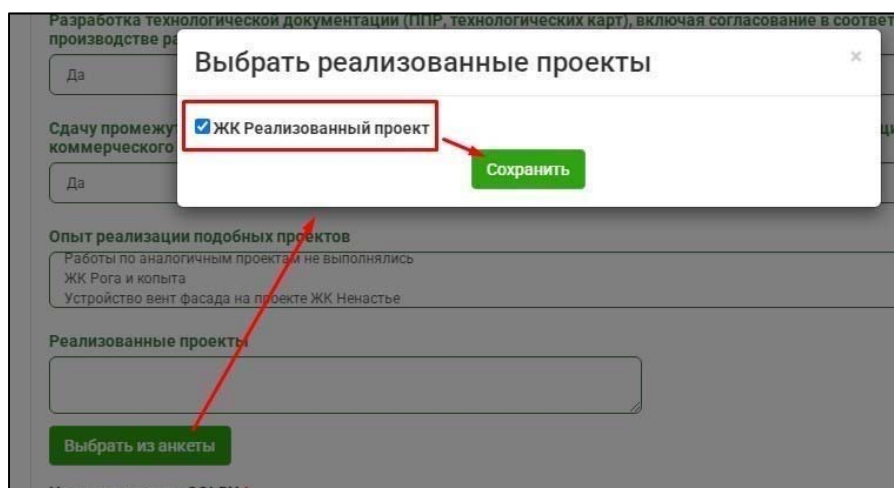 Разработка технологической документации (ППР, технологических карт), включая согласование в соответ
производстве ра
Выбрать реализованные проекты
×
Да
ЖК Реализованный проект
Сдачу промежут
коммерческого
Сохранить
Да
Опыт реализации подобных проектов
Работы по аналогичным проектам не выполнялись
ЖК Рога и копыта
Устройство вент фасада на проекте ЖК Ненастье
Реализованные проекты
Выбрать из анкеты